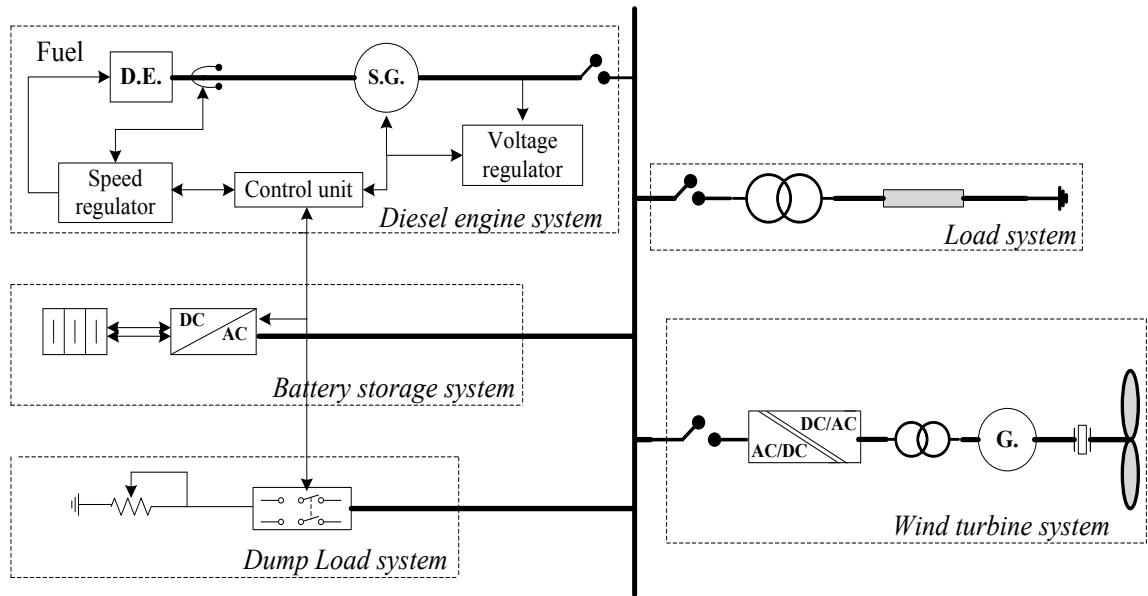 Fuel
D.E.
S.G.
Voltage
regulator
Speed
regulator
Control unit
Diesel engine system
Load system
DC
AC
Battery storage system
DC/AC
AC/DC
G.
Wind turbine system
Dump Load system